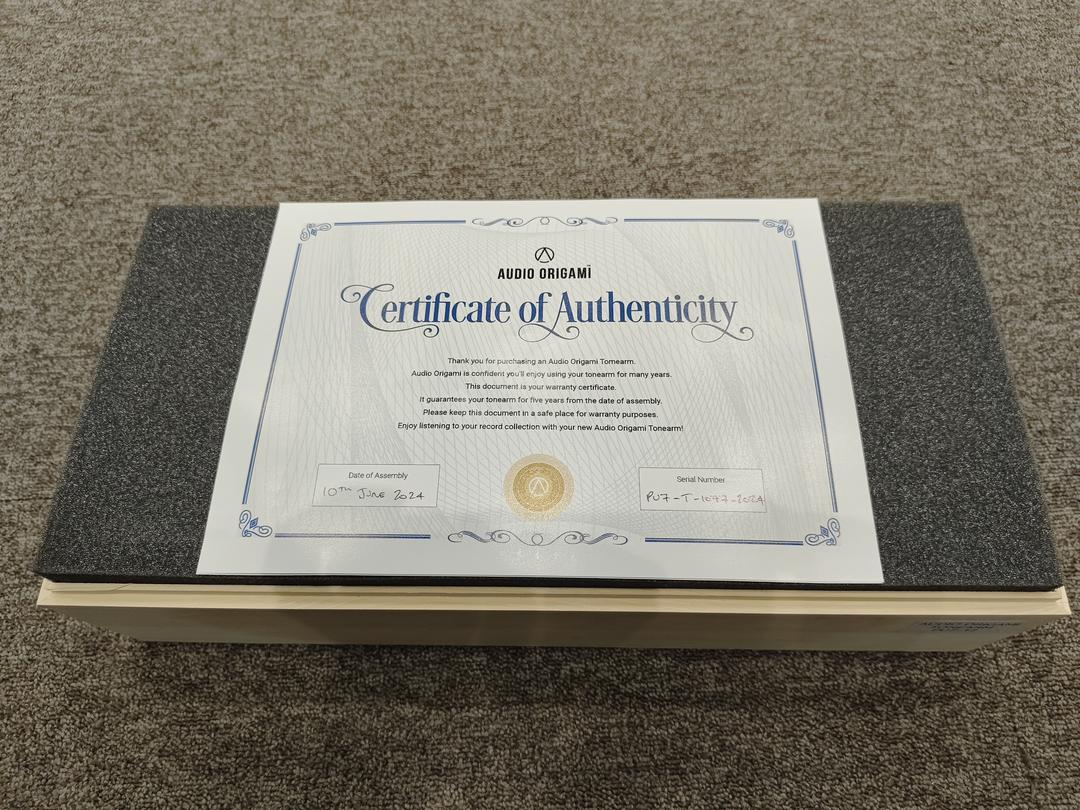 AUDIO ORIGAMI
Certificate of Authenticity
Thank you for purchasing an Audio Origami Tomearm.
Audio Origami is confident you'll enjoy using your tonearm for many years.
This document is your warranty certificate.
It guarantees your tonearm for five years from the date of assembly.
Please keep this document in a safe place for warranty purposes.
Enjoy listening to your record collection with your new Audio Origami Tonearm!
Date of Assembly
10TH JUNE 2024
Serial Number
PU7-T-1077-2024
AUDIO ORIGAMI